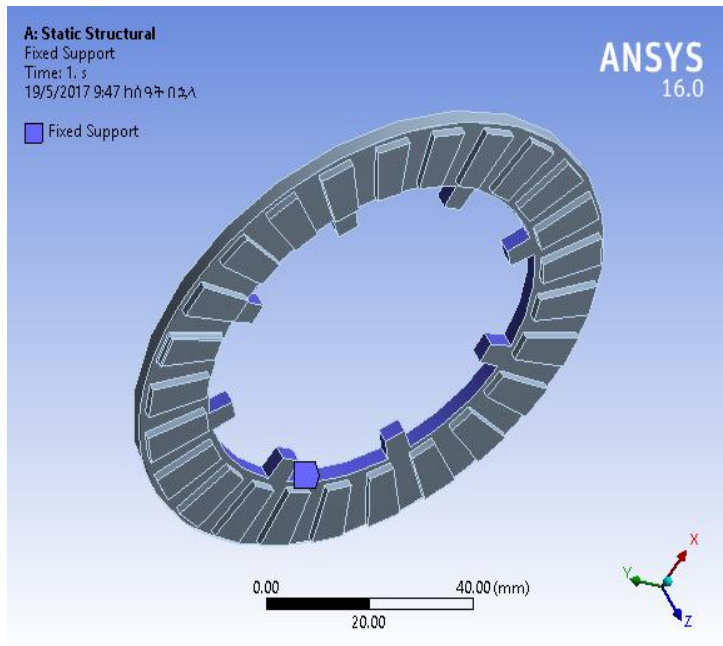 A: Static Structural
Fixed Support
Time: 1. s
19/5/2017 9:47 ከሰዓት በኋላ
Fixed Support
ANSYS
16.0
0.00
40.00 (mm)
20.00
X
Y
Z